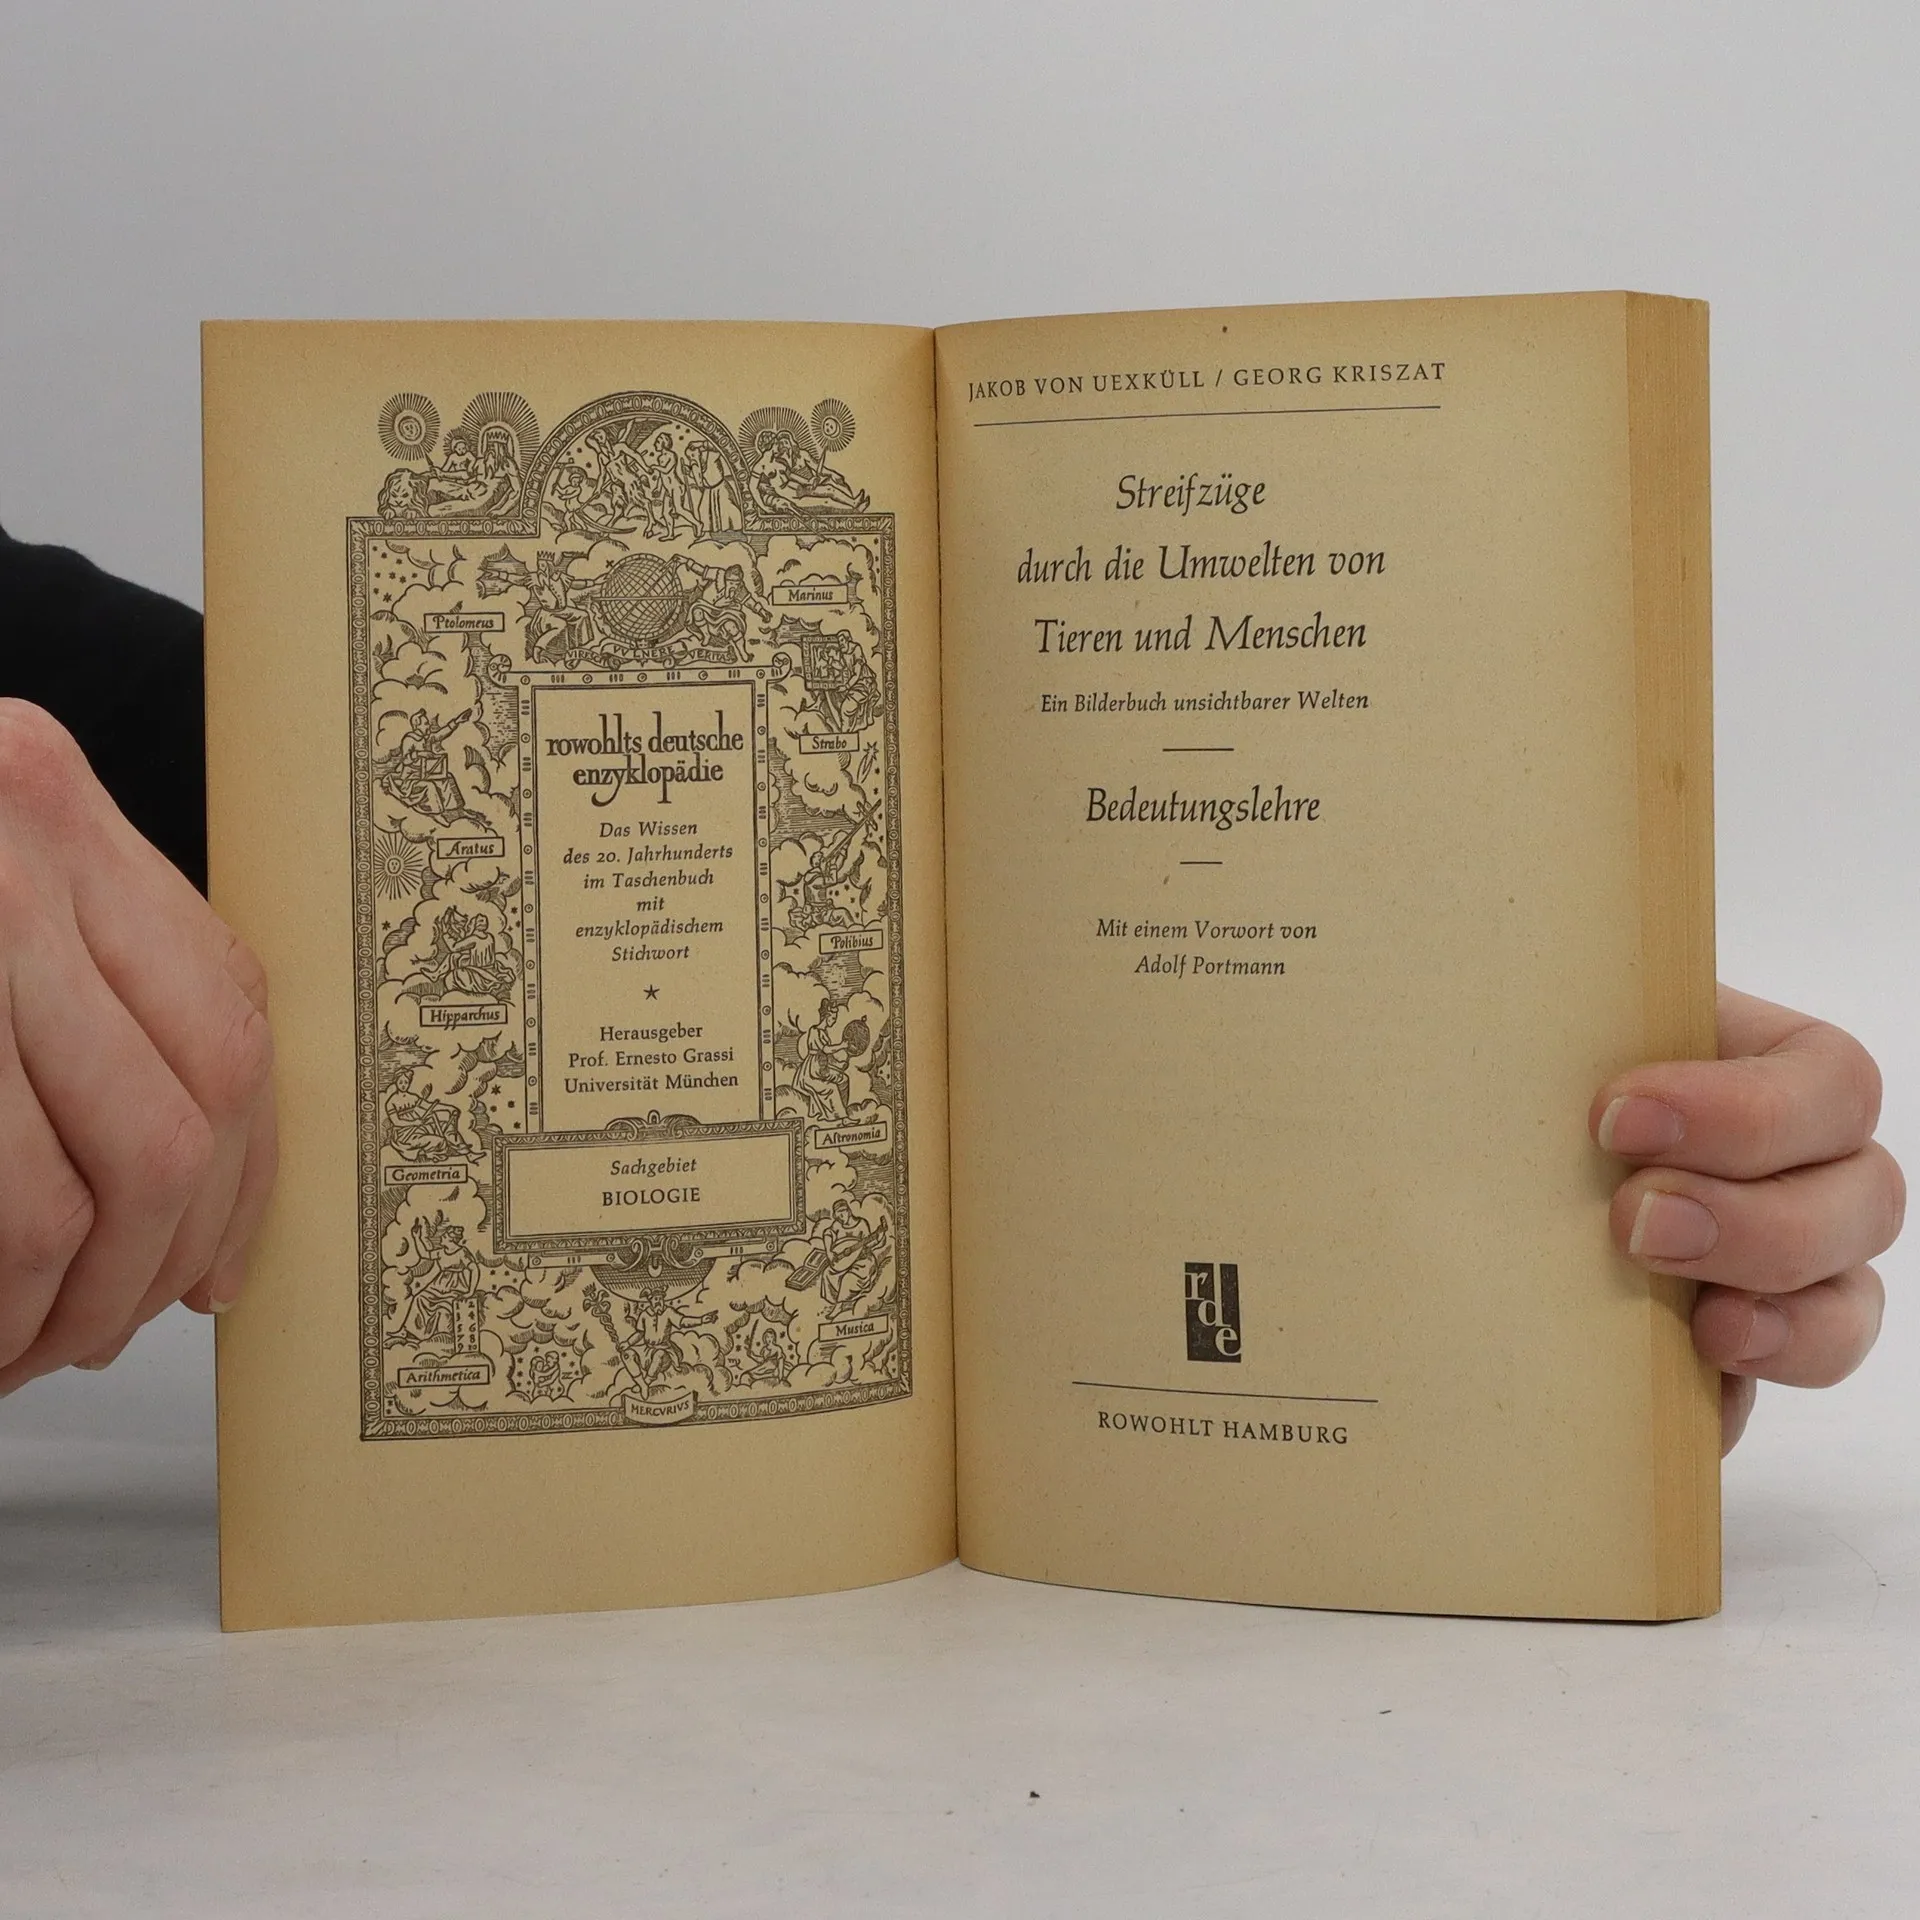 Ptolomeus
Marinus
VIRESCIT VVLNERE VERITAS
Strabo
rowohlts deutsche
enzyklopädie
Das Wissen
des 20. Jahrhunderts
im Taschenbuch
mit
enzyklopädischem
Stichwort
Aratus
Polibius
Hipparchus
Herausgeber
Prof. Ernesto Grassi
Universität München
Astronomia
Geometria
Sachgebiet
BIOLOGIE
Musica
Arithmetica
MERCVRIVS
JAKOB VON UEXKÜLL / GEORG KRISZAT
Streifzüge
durch die Umwelten von
Tieren und Menschen
Ein Bilderbuch unsichtbarer Welten
Bedeutungslehre
Mit einem Vorwort von
Adolf Portmann
rde
ROWOHLT HAMBURG